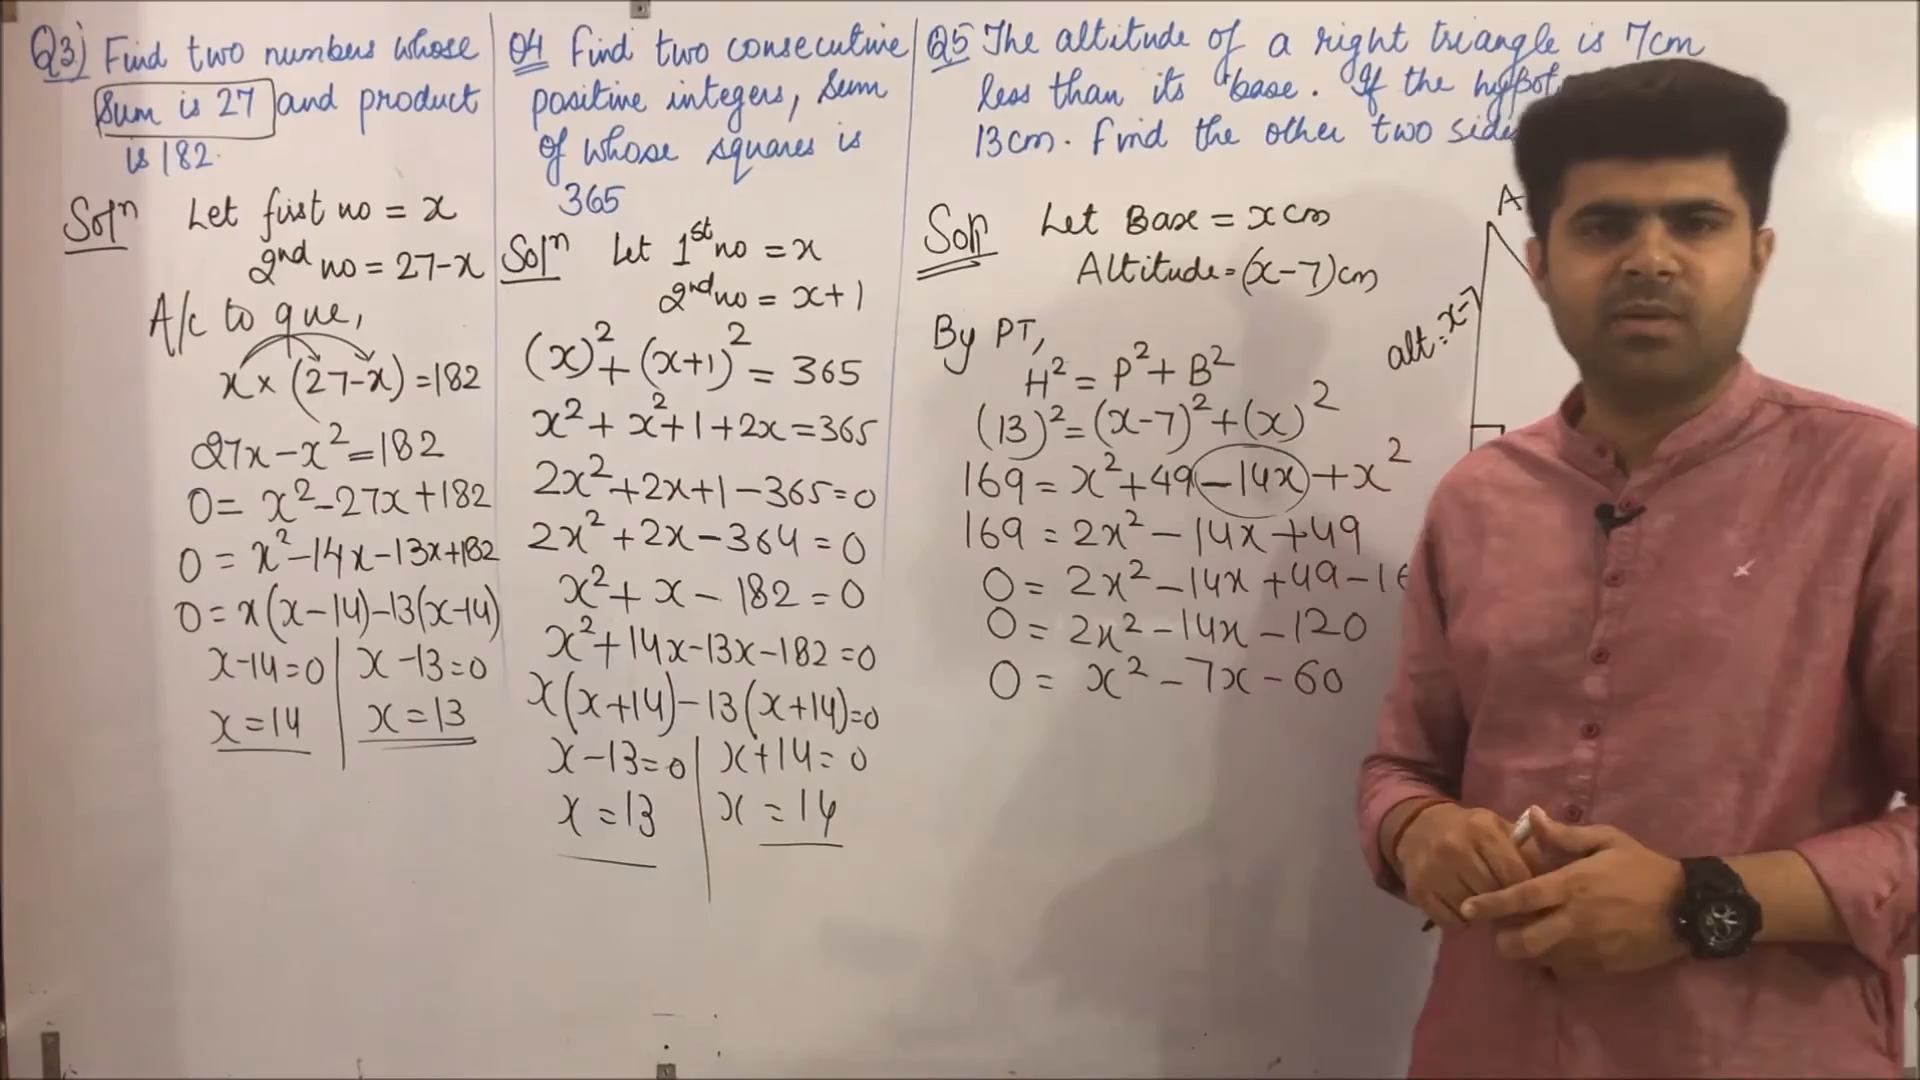 Q3) Find two numbers whose
sum is 27 and product
is 182.
Solⁿ Let first no = x
2nd no = 27-x
A/c to que,
x × (27-x) = 182
27x - x² = 182
0 = x² - 27x + 182
0 = x² - 14x - 13x + 182
0 = x(x-14) - 13(x-14)
x-14=0 | x-13=0
x=14 | x=13
Q4 Find two consecutive
positive integers, sum
of whose squares is
365
Solⁿ Let 1st no = x
2nd no = x+1
(x)² + (x+1)² = 365
x² + x² + 1 + 2x = 365
2x² + 2x + 1 - 365 = 0
2x² + 2x - 364 = 0
x² + x - 182 = 0
x² + 14x - 13x - 182 = 0
x(x+14) - 13(x+14) = 0
x-13=0 | x+14=0
x=13 | x=14
Q5 The altitude of a right triangle is 7cm
less than its base. If the hypot
13cm. Find the other two side
Soln Let Base = x cm
Altitude = (x-7) cm
By PT,
H² = P² + B²
(13)² = (x-7)² + (x)²
169 = x² + 49 - 14x + x²
169 = 2x² - 14x + 49
0 = 2x² - 14x + 49 - 16
0 = 2x² - 14x - 120
0 = x² - 7x - 60
A
alt = x-7